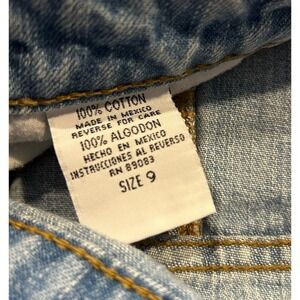 100% COTTON
MADE IN MEXICO
REVERSE FOR CARE
100% ALGODON
HECHO EN MEXICO
INSTRUCCIONES AL REVERSO
RN 89083
SIZE 9